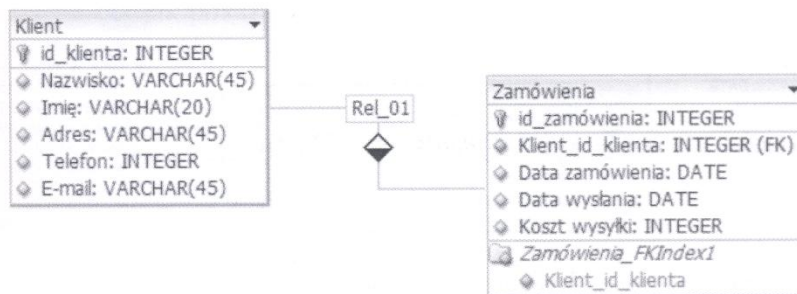 Klient
id_klienta: INTEGER
Nazwisko: VARCHAR(45)
Imię: VARCHAR(20)
Adres: VARCHAR(45)
Telefon: INTEGER
E-mail: VARCHAR(45)
Rel_01
Zamówienia
id_zamówienia: INTEGER
Klient_id_klienta: INTEGER (FK)
Data zamówienia: DATE
Data wysłania: DATE
Koszt wysyłki: INTEGER
Zamówienia_FKIndex1
Klient_id_klienta